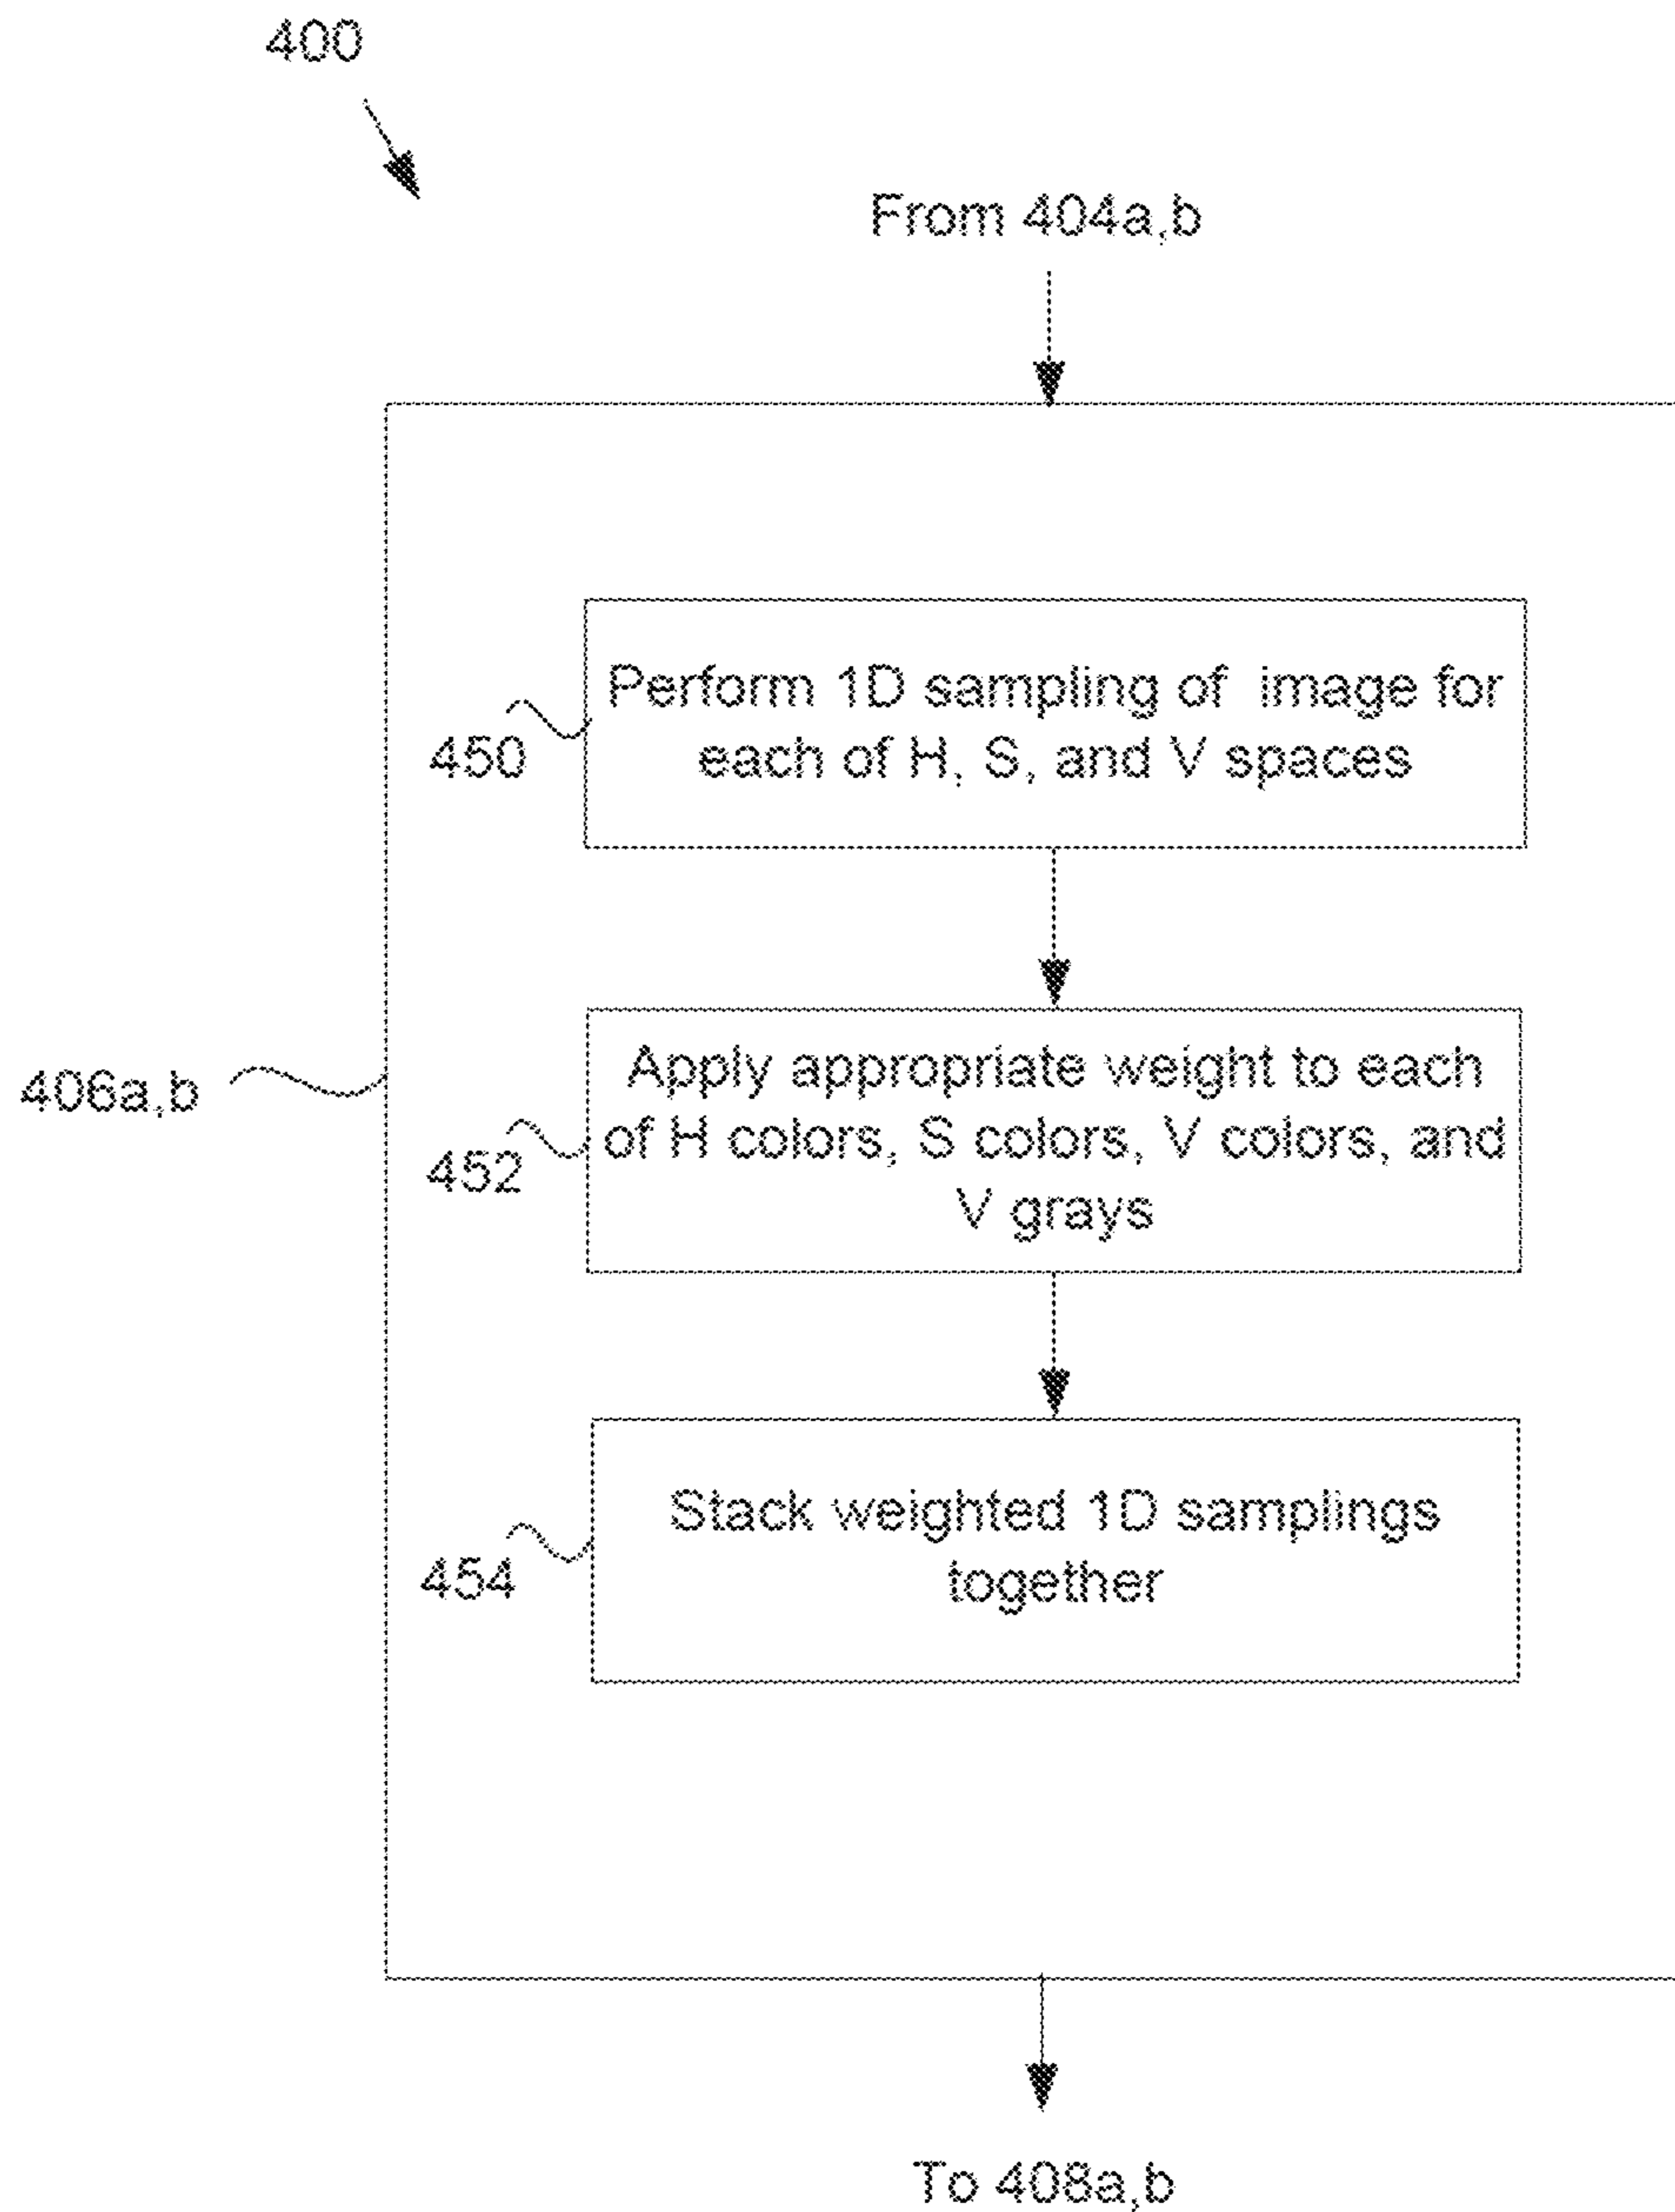 400
From 404a,b
Perform 1D sampling of image for
each of H, S, and V spaces
450
406a,b
Apply appropriate weight to each
of H colors, S colors, V colors, and
V grays
452
Stack weighted 1D samplings
together
454
To 408a,b